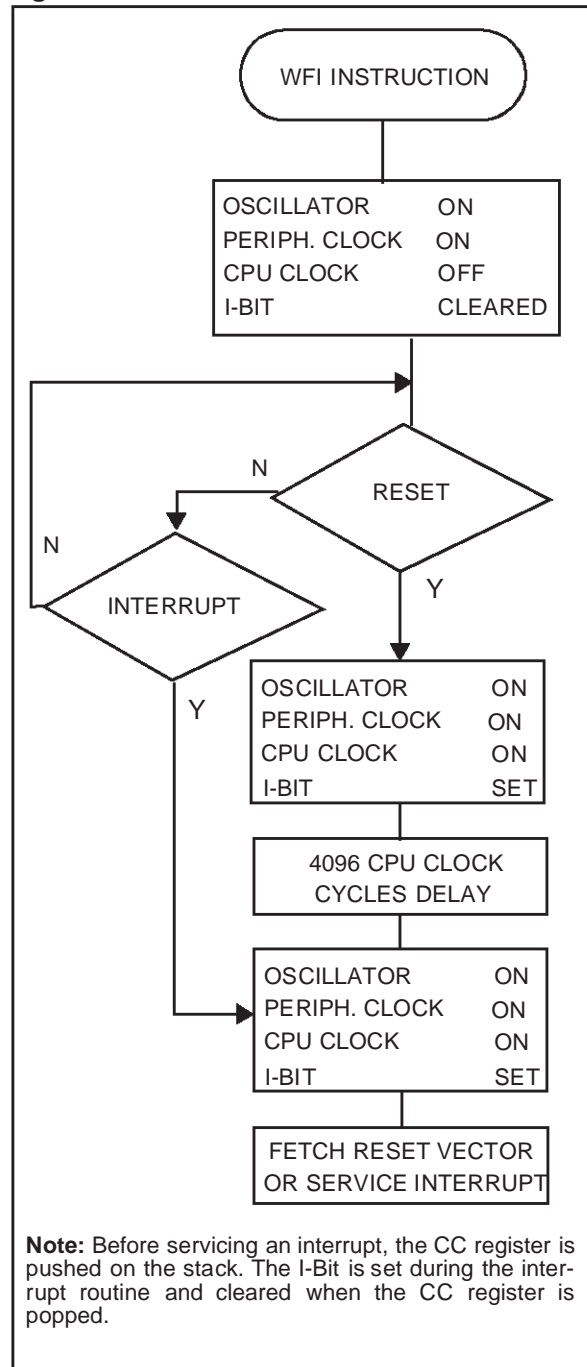 WFI INSTRUCTION
OSCILLATOR ON
PERIPH. CLOCK ON
CPU CLOCK OFF
I-BIT CLEARED
N
RESET
N
INTERRUPT
Y
Y
OSCILLATOR ON
PERIPH. CLOCK ON
CPU CLOCK ON
I-BIT SET
4096 CPU CLOCK
CYCLES DELAY
OSCILLATOR ON
PERIPH. CLOCK ON
CPU CLOCK ON
I-BIT SET
FETCH RESET VECTOR
OR SERVICE INTERRUPT
Note: Before servicing an interrupt, the CC register is
pushed on the stack. The I-Bit is set during the inter-
rupt routine and cleared when the CC register is
popped.